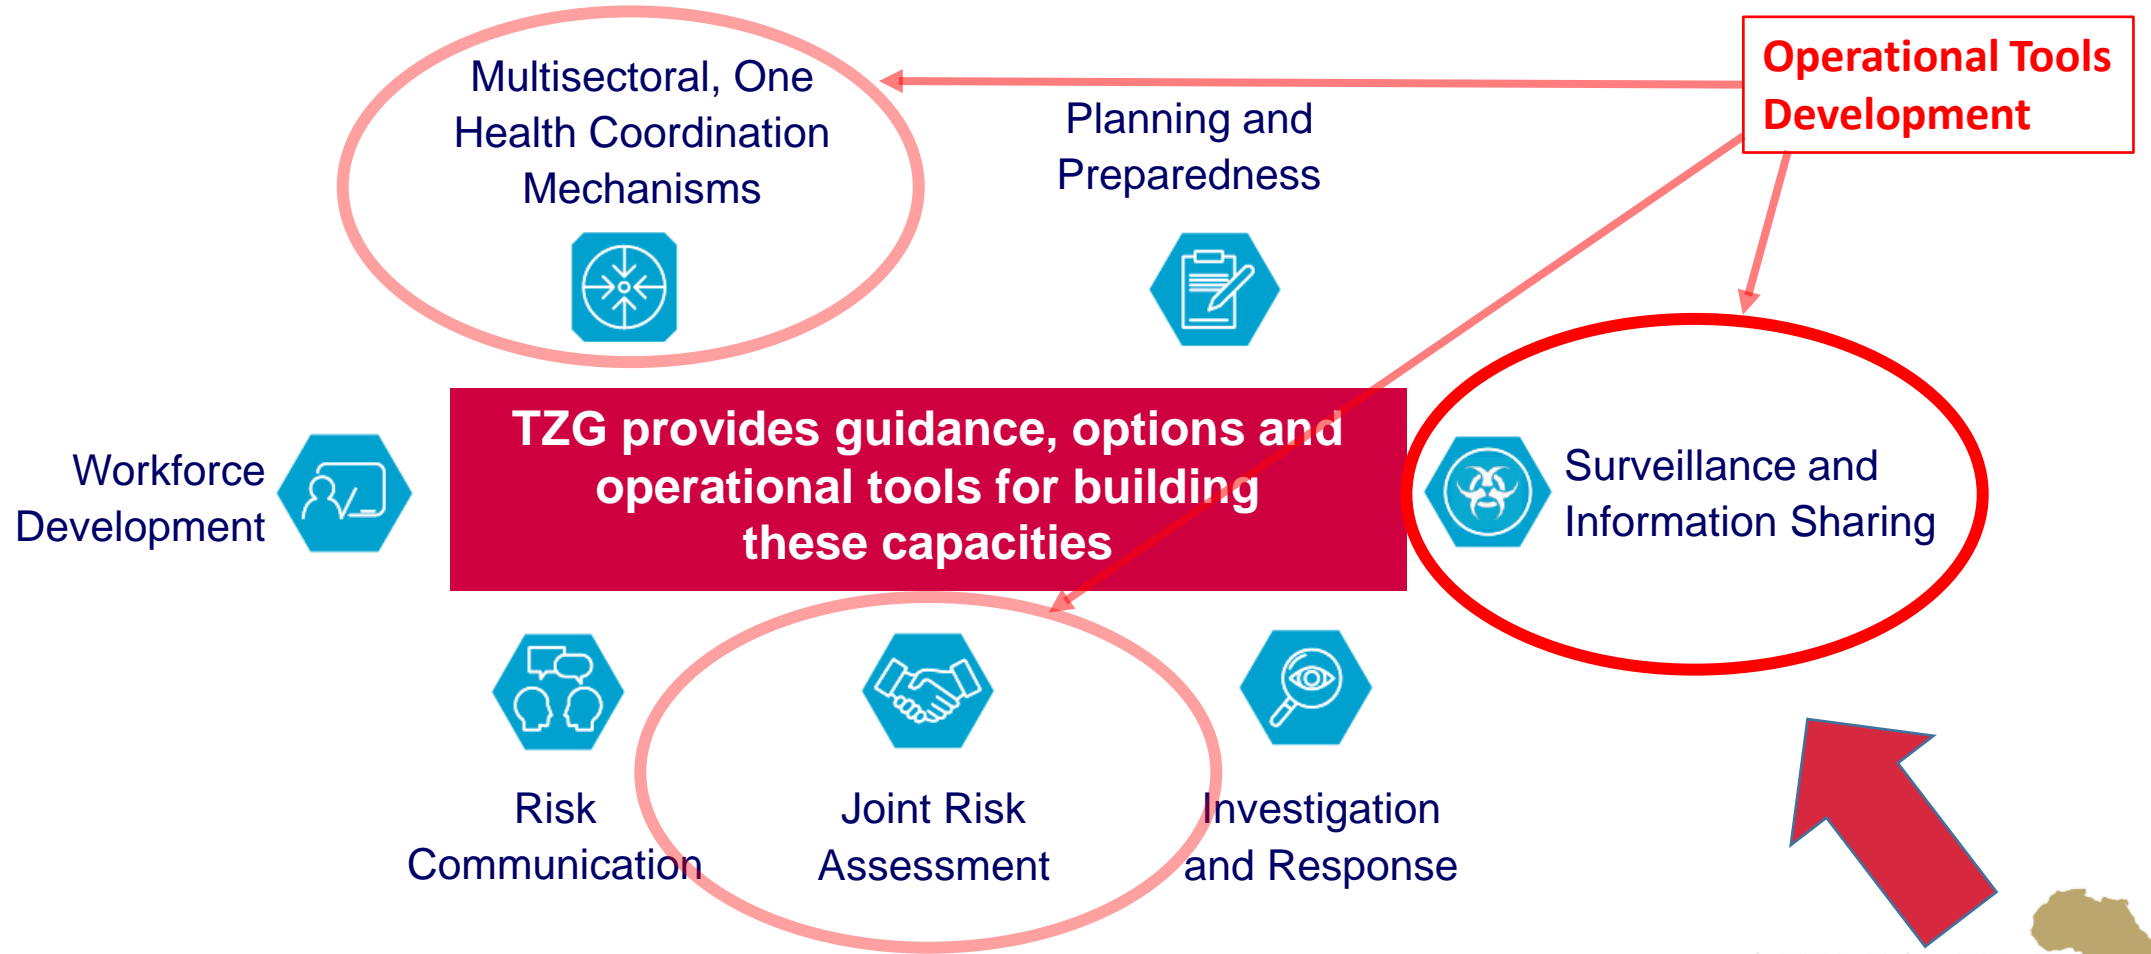 Multisectoral, One
Health Coordination
Mechanisms
Planning and
Preparedness
Operational Tools
Development
Workforce
Development
TZG provides guidance, options and
operational tools for building
these capacities
Surveillance and
Information Sharing
Risk
Communication
Joint Risk
Assessment
Investigation
and Response